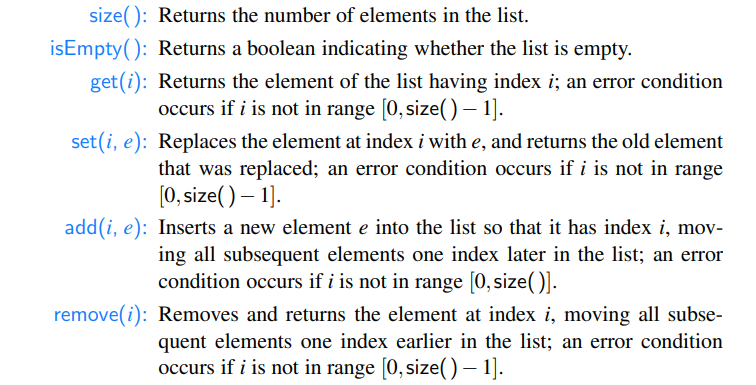 size( ): Returns the number of elements in the list.
isEmpty( ): Returns a boolean indicating whether the list is empty.
get(i): Returns the element of the list having index i; an error condition
occurs if i is not in range [0, size( ) − 1].
set(i, e): Replaces the element at index i with e, and returns the old element
that was replaced; an error condition occurs if i is not in range
[0, size( ) − 1].
add(i, e): Inserts a new element e into the list so that it has index i, mov-
ing all subsequent elements one index later in the list; an error
condition occurs if i is not in range [0, size( )].
remove(i): Removes and returns the element at index i, moving all subse-
quent elements one index earlier in the list; an error condition
occurs if i is not in range [0, size( ) − 1].